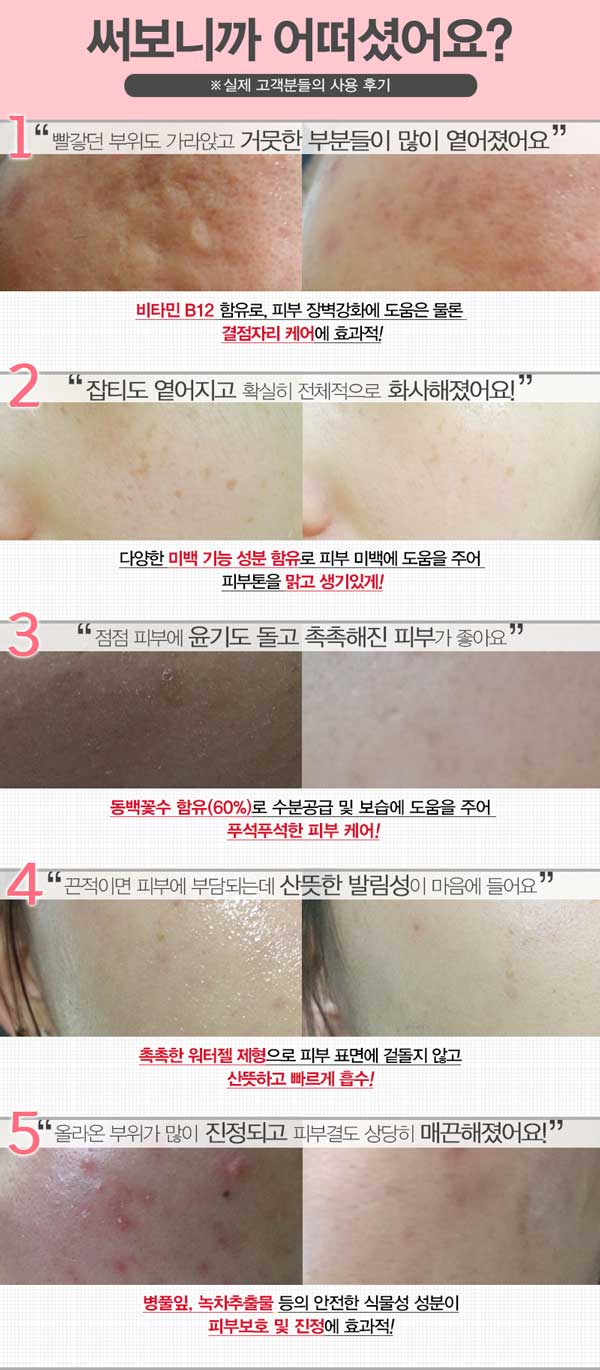 써보니까 어떠셨어요?
※ 실제 고객분들의 사용 후기
1 “빨갛던 부위도 가라앉고 거뭇한 부분들이 많이 옅어졌어요”
비타민 B12 함유로, 피부 장벽강화에 도움은 물론
결점자리 케어에 효과적!
2 “잡티도 옅어지고 확실히 전체적으로 화사해졌어요!”
다양한 미백 기능 성분 함유로 피부 미백에 도움을 주어
피부톤을 맑고 생기있게!
3 “점점 피부에 윤기도 돌고 촉촉해진 피부가 좋아요”
동백꽃수 함유(60%)로 수분공급 및 보습에 도움을 주어
푸석푸석한 피부 케어!
4 “끈적이면 피부에 부담되는데 산뜻한 발림성이 마음에 들어요”
촉촉한 워터젤 제형으로 피부 표면에 겉돌지 않고
산뜻하고 빠르게 흡수!
5 “올라온 부위가 많이 진정되고 피부결도 상당히 매끈해졌어요!”
병풀잎, 녹차추출물 등의 안전한 식물성 성분이
피부보호 및 진정에 효과적!